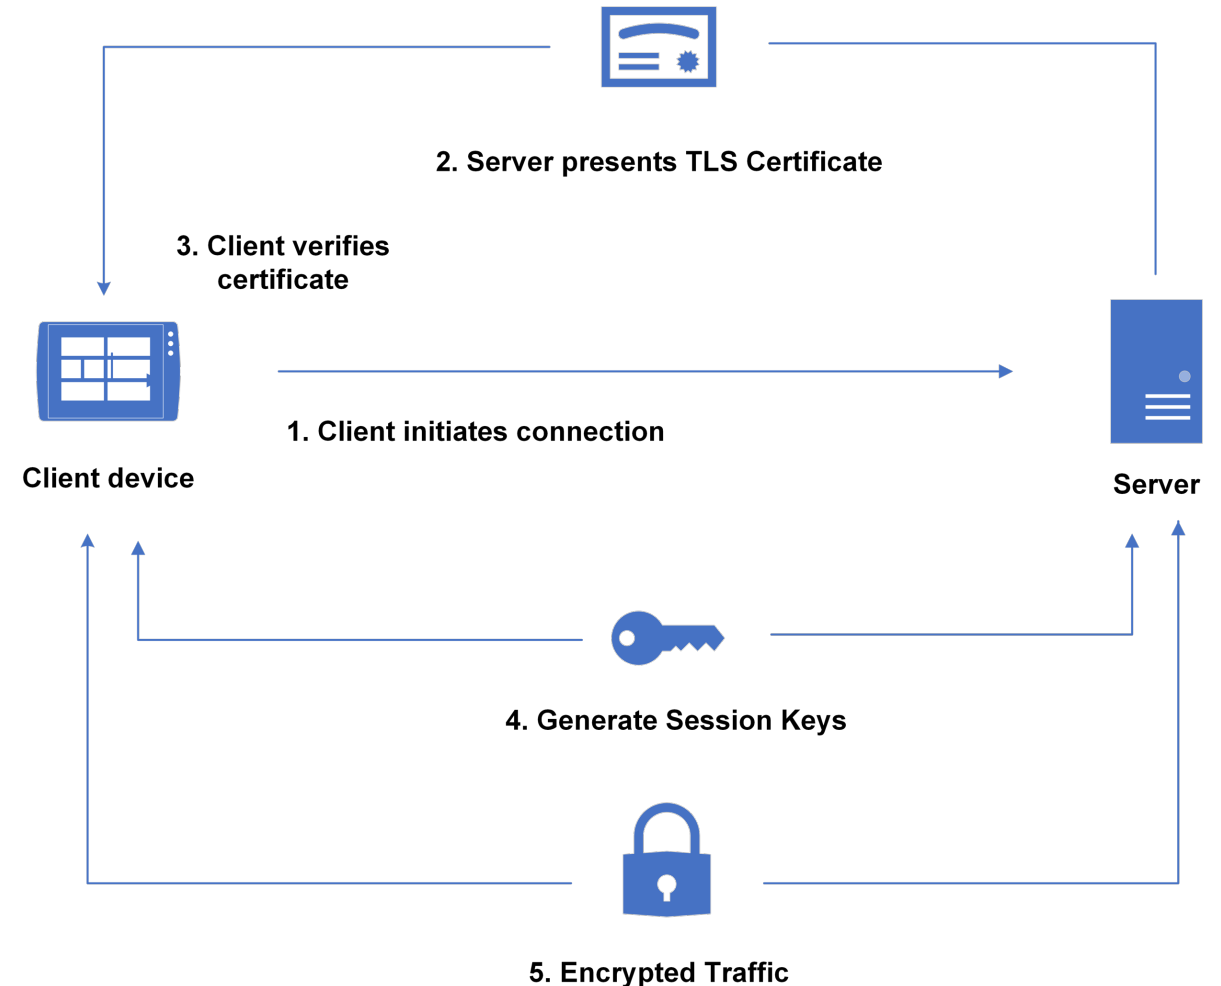 2. Server presents TLS Certificate
3. Client verifies
certificate
1. Client initiates connection
Client device
Server
4. Generate Session Keys
5. Encrypted Traffic